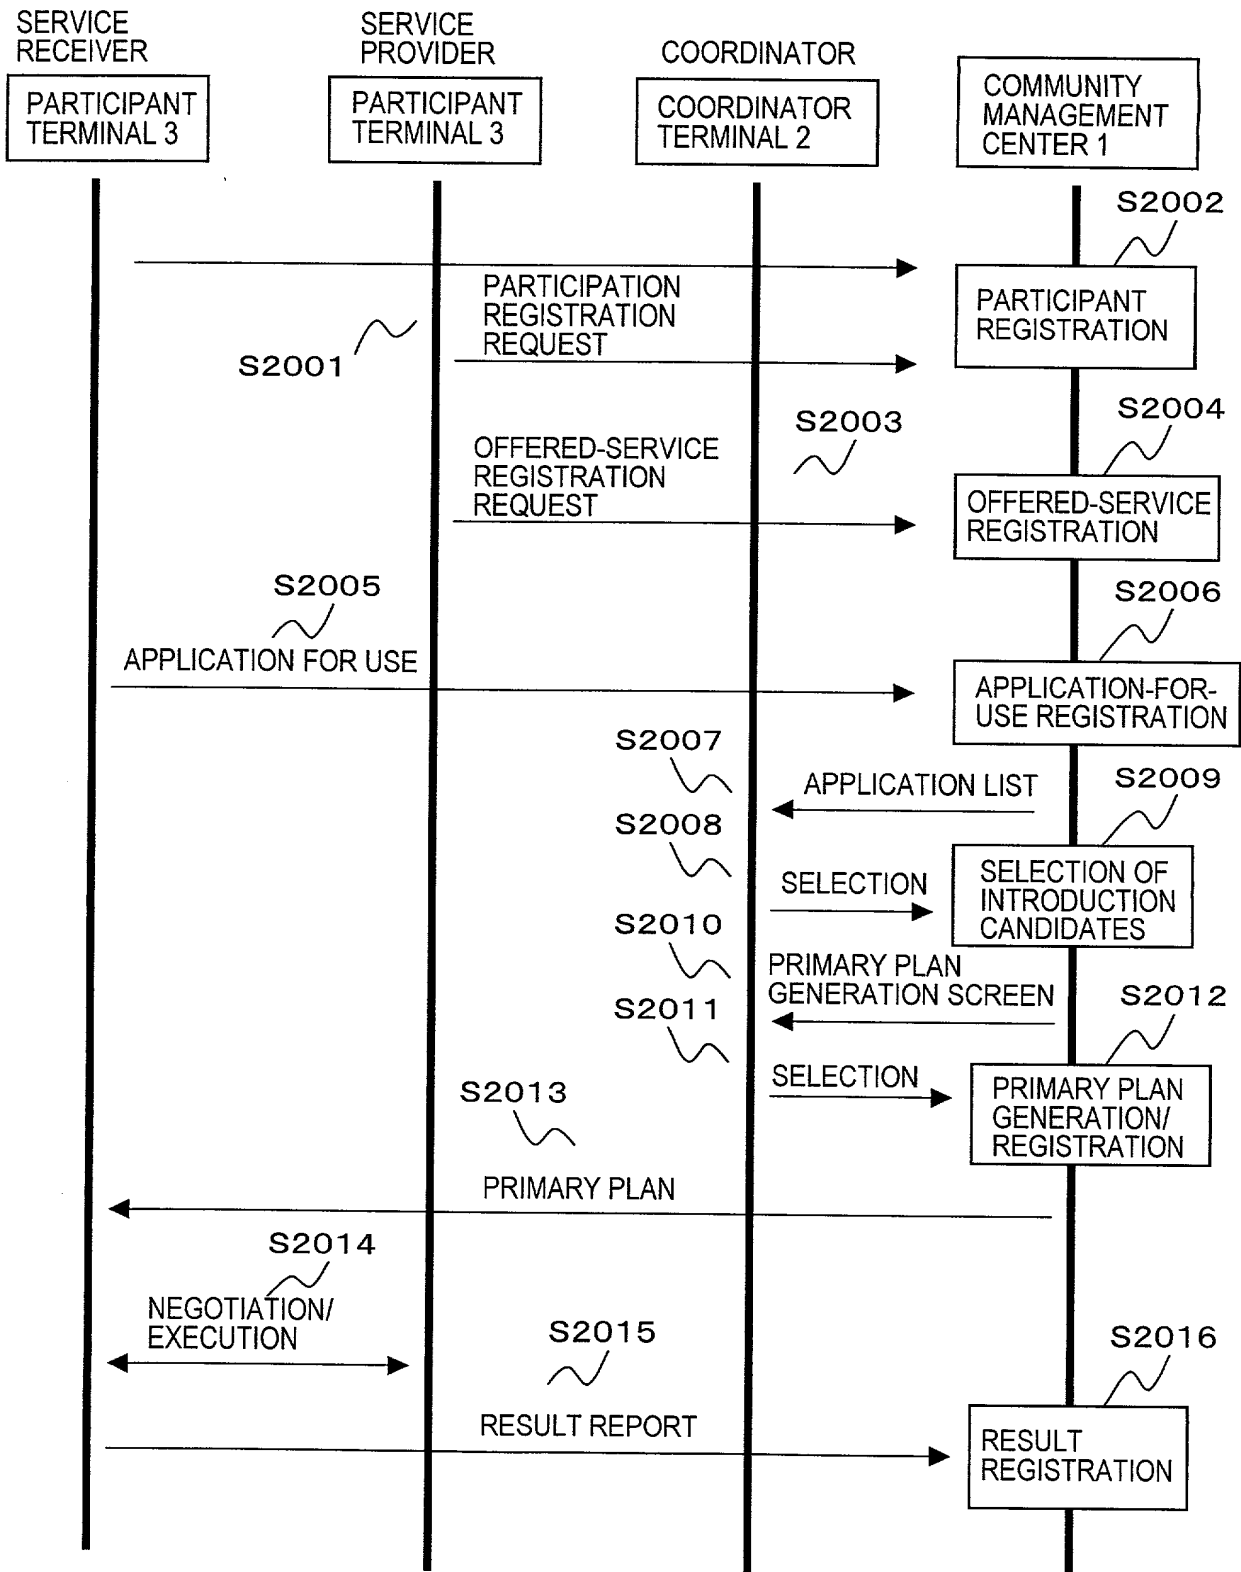 SERVICE
RECEIVER
SERVICE
PROVIDER
COORDINATOR
PARTICIPANT
TERMINAL 3
PARTICIPANT
TERMINAL 3
COORDINATOR
TERMINAL 2
COMMUNITY
MANAGEMENT
CENTER 1
S2002
PARTICIPATION
REGISTRATION
REQUEST
S2001
PARTICIPANT
REGISTRATION
S2003
S2004
OFFERED-SERVICE
REGISTRATION
REQUEST
OFFERED-SERVICE
REGISTRATION
S2005
S2006
APPLICATION FOR USE
APPLICATION-FOR-
USE REGISTRATION
S2007
APPLICATION LIST
S2009
S2008
SELECTION
SELECTION OF
INTRODUCTION
CANDIDATES
S2010
PRIMARY PLAN
GENERATION SCREEN
S2012
S2011
SELECTION
PRIMARY PLAN
GENERATION/
REGISTRATION
S2013
PRIMARY PLAN
S2014
NEGOTIATION/
EXECUTION
S2015
S2016
RESULT REPORT
RESULT
REGISTRATION